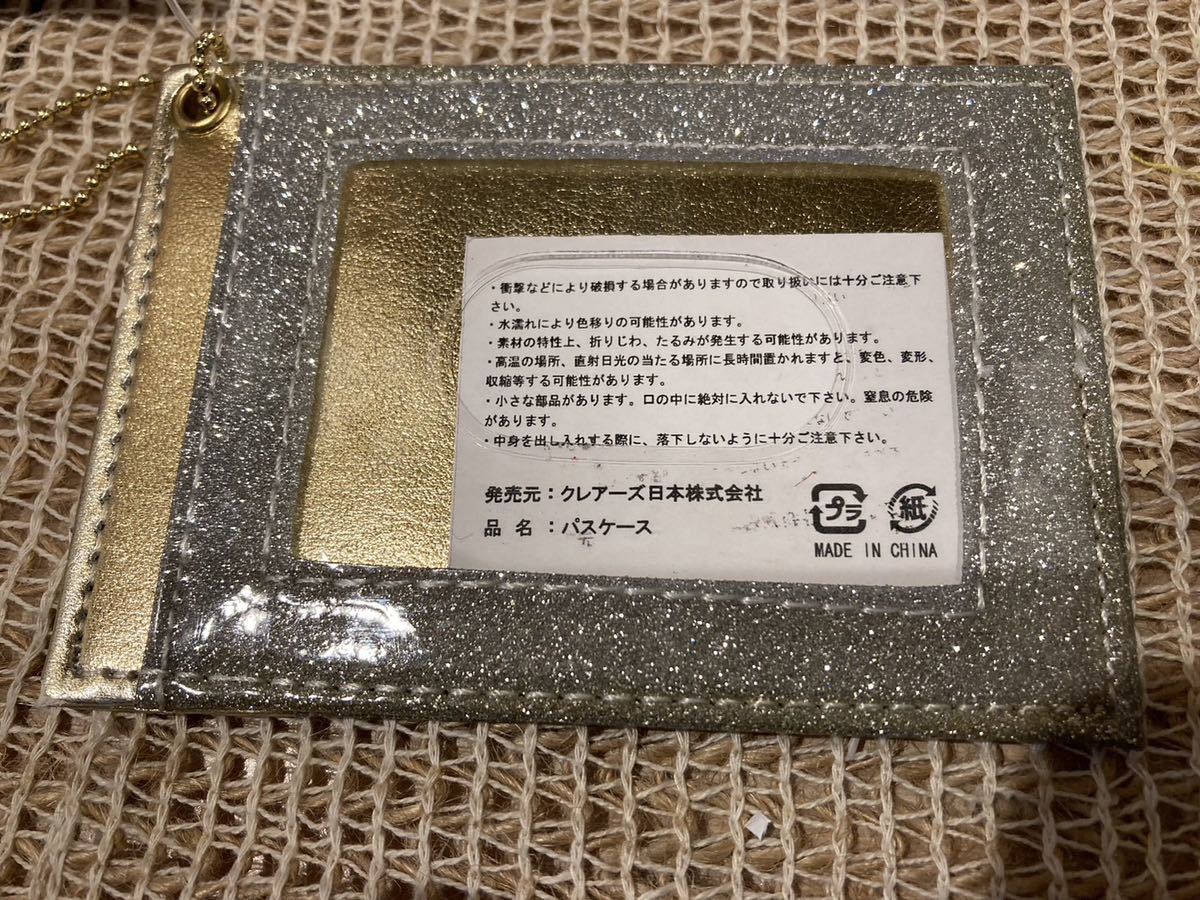 ・衝撃などにより破損する場合がありますので取り扱いには十分ご注意下
さい。
・水濡れにより色移りの可能性があります。
・素材の特性上、折りじわ、たるみが発生する可能性があります。
・高温の場所、直射日光の当たる場所に長時間置かれますと、変色、変形、
収縮等する可能性があります。
・小さな部品があります。口の中に絶対に入れないで下さい。窒息の危険
があります。
・中身を出し入れする際に、落下しないように十分ご注意下さい。
発売元：クレアーズ日本株式会社
品 名 ：パスケース
プラ 紙
MADE IN CHINA